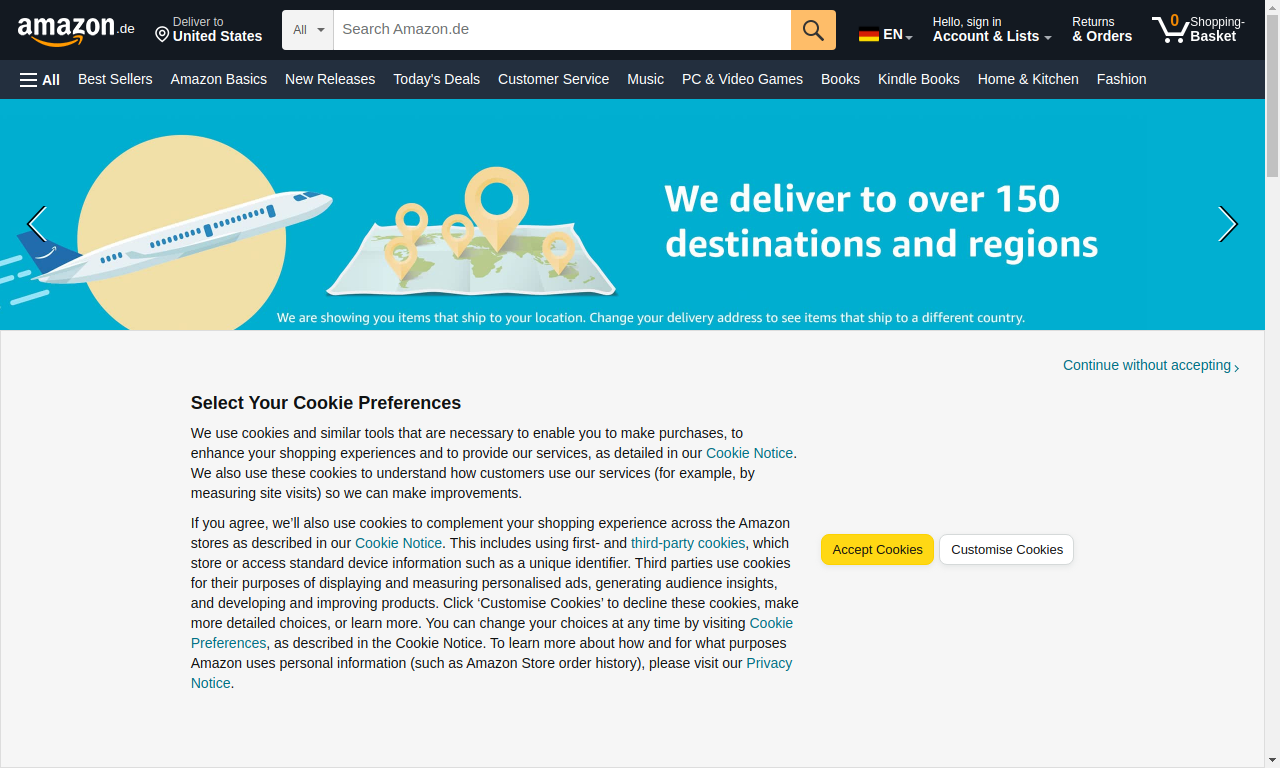 amazon.de
Deliver to
United States
All
Search Amazon.de
EN
Hello, sign in
Account & Lists
Returns
& Orders
0
Shopping-
Basket
All
Best Sellers
Amazon Basics
New Releases
Today's Deals
Customer Service
Music
PC & Video Games
Books
Kindle Books
Home & Kitchen
Fashion
We deliver to over 150
destinations and regions
We are showing you items that ship to your location. Change your delivery address to see items that ship to a different country.
Continue without accepting
Select Your Cookie Preferences
We use cookies and similar tools that are necessary to enable you to make purchases, to
enhance your shopping experiences and to provide our services, as detailed in our Cookie Notice.
We also use these cookies to understand how customers use our services (for example, by
measuring site visits) so we can make improvements.
If you agree, we’ll also use cookies to complement your shopping experience across the Amazon
stores as described in our Cookie Notice. This includes using first- and third-party cookies, which
store or access standard device information such as a unique identifier. Third parties use cookies
for their purposes of displaying and measuring personalised ads, generating audience insights,
and developing and improving products. Click ‘Customise Cookies’ to decline these cookies, make
more detailed choices, or learn more. You can change your choices at any time by visiting Cookie
Preferences, as described in the Cookie Notice. To learn more about how and for what purposes
Amazon uses personal information (such as Amazon Store order history), please visit our Privacy
Notice.
Accept Cookies
Customise Cookies